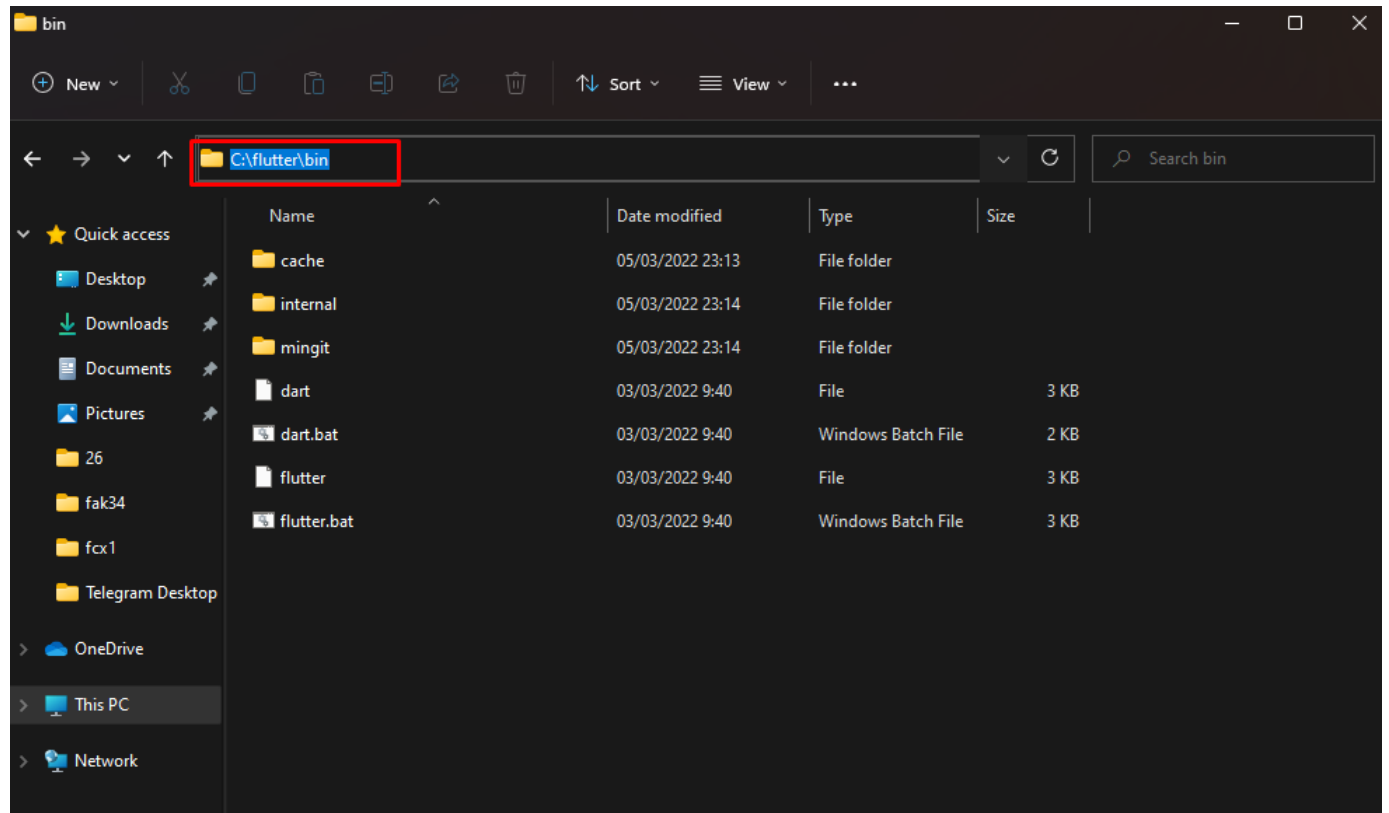 bin
New
Sort
View
C:\flutter\bin
Search bin
Name Date modified Type Size
Quick access
Desktop
Downloads
Documents
Pictures
26
fak34
fcx1
Telegram Desktop
OneDrive
This PC
Network
cache 05/03/2022 23:13 File folder
internal 05/03/2022 23:14 File folder
mingit 05/03/2022 23:14 File folder
dart 03/03/2022 9:40 File 3 KB
dart.bat 03/03/2022 9:40 Windows Batch File 2 KB
flutter 03/03/2022 9:40 File 3 KB
flutter.bat 03/03/2022 9:40 Windows Batch File 3 KB